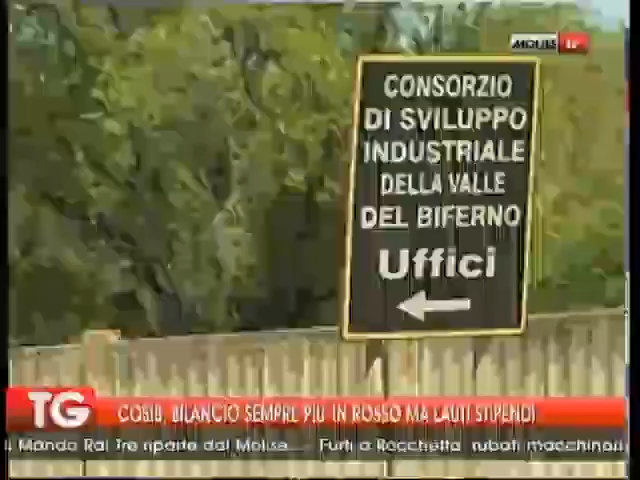 MOLISE TV
CONSORZIO
DI SVILUPPO
INDUSTRIALE
DELLA VALLE
DEL BIFERNO
Uffici
TG
COSIB, BILANCIO SEMPRE PIU' IN ROSSO MA LAUTI STIPENDI
Mondo Rai Tre riparte dal Molise... Furti a Rocchetta rubati macchinari